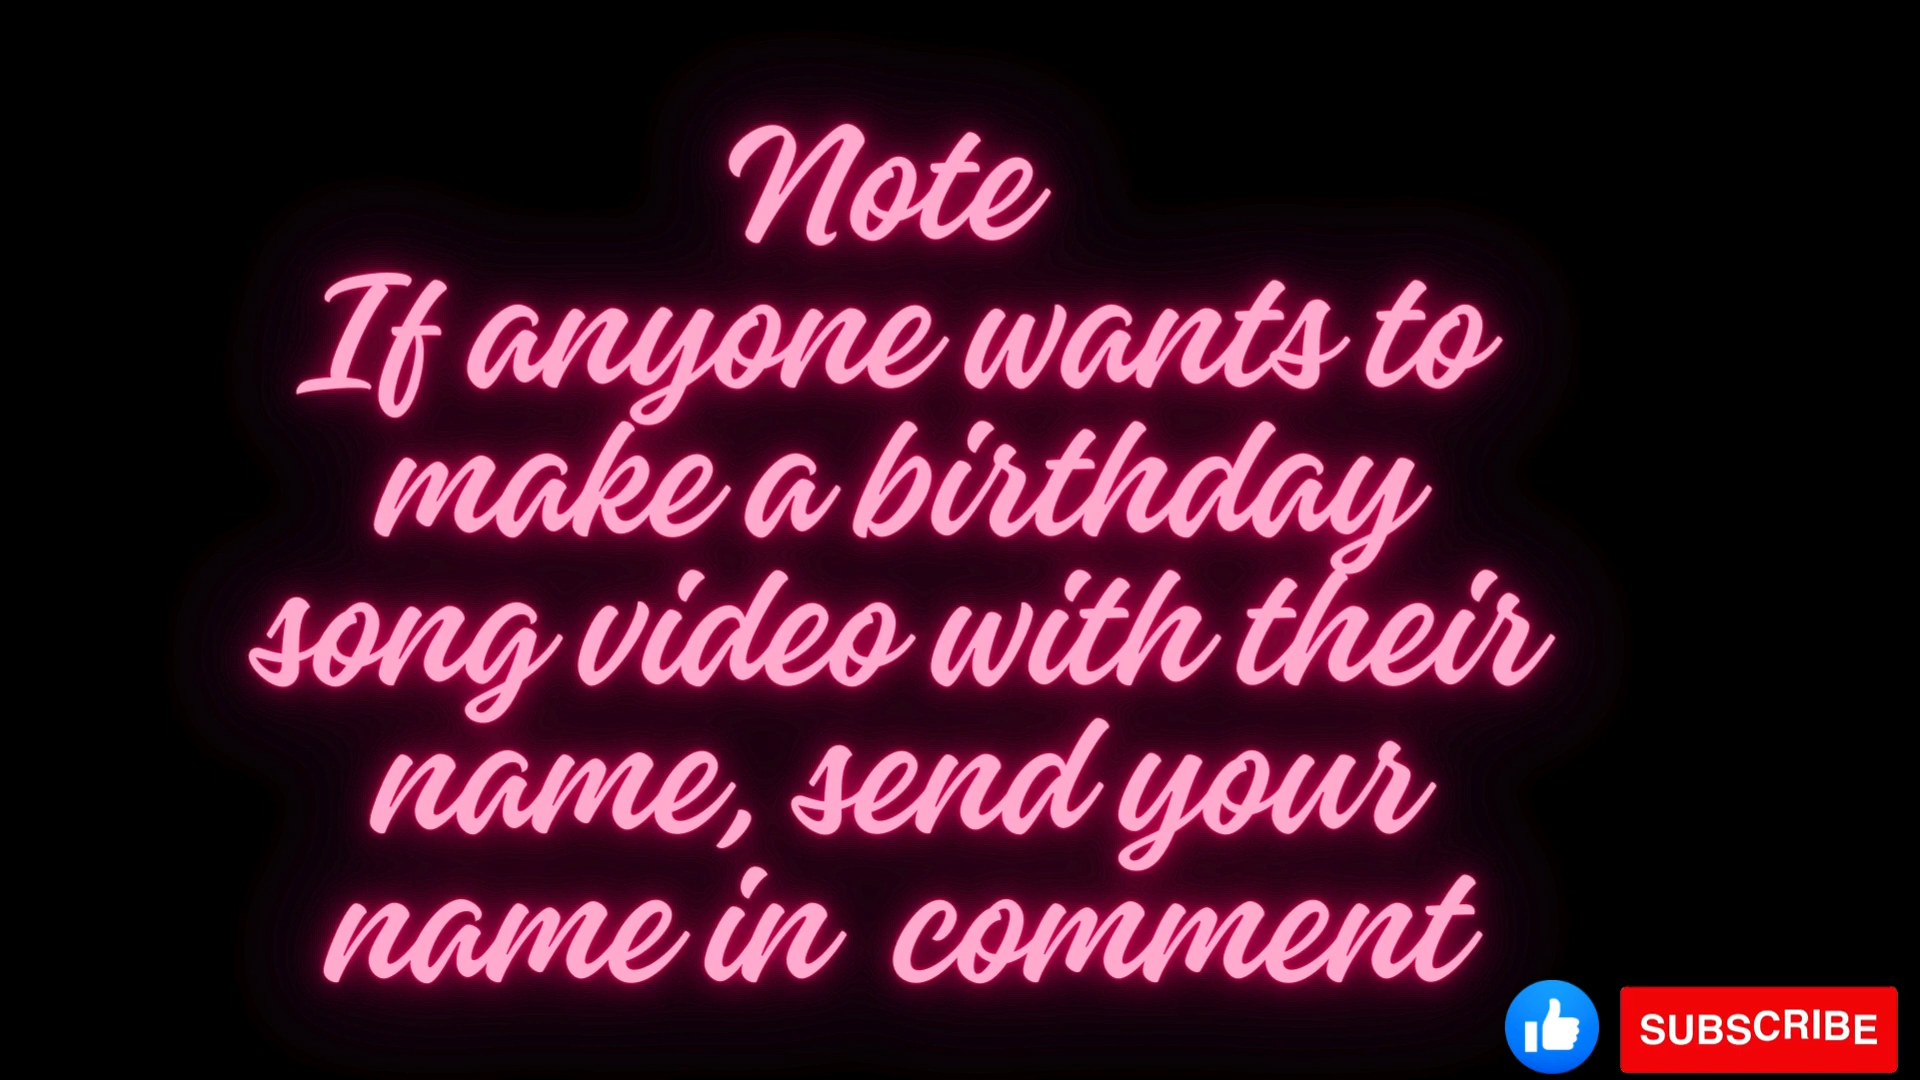 Note
If anyone wants to
make a birthday
song video with their
name, send your
name in comment
SUBSCRIBE